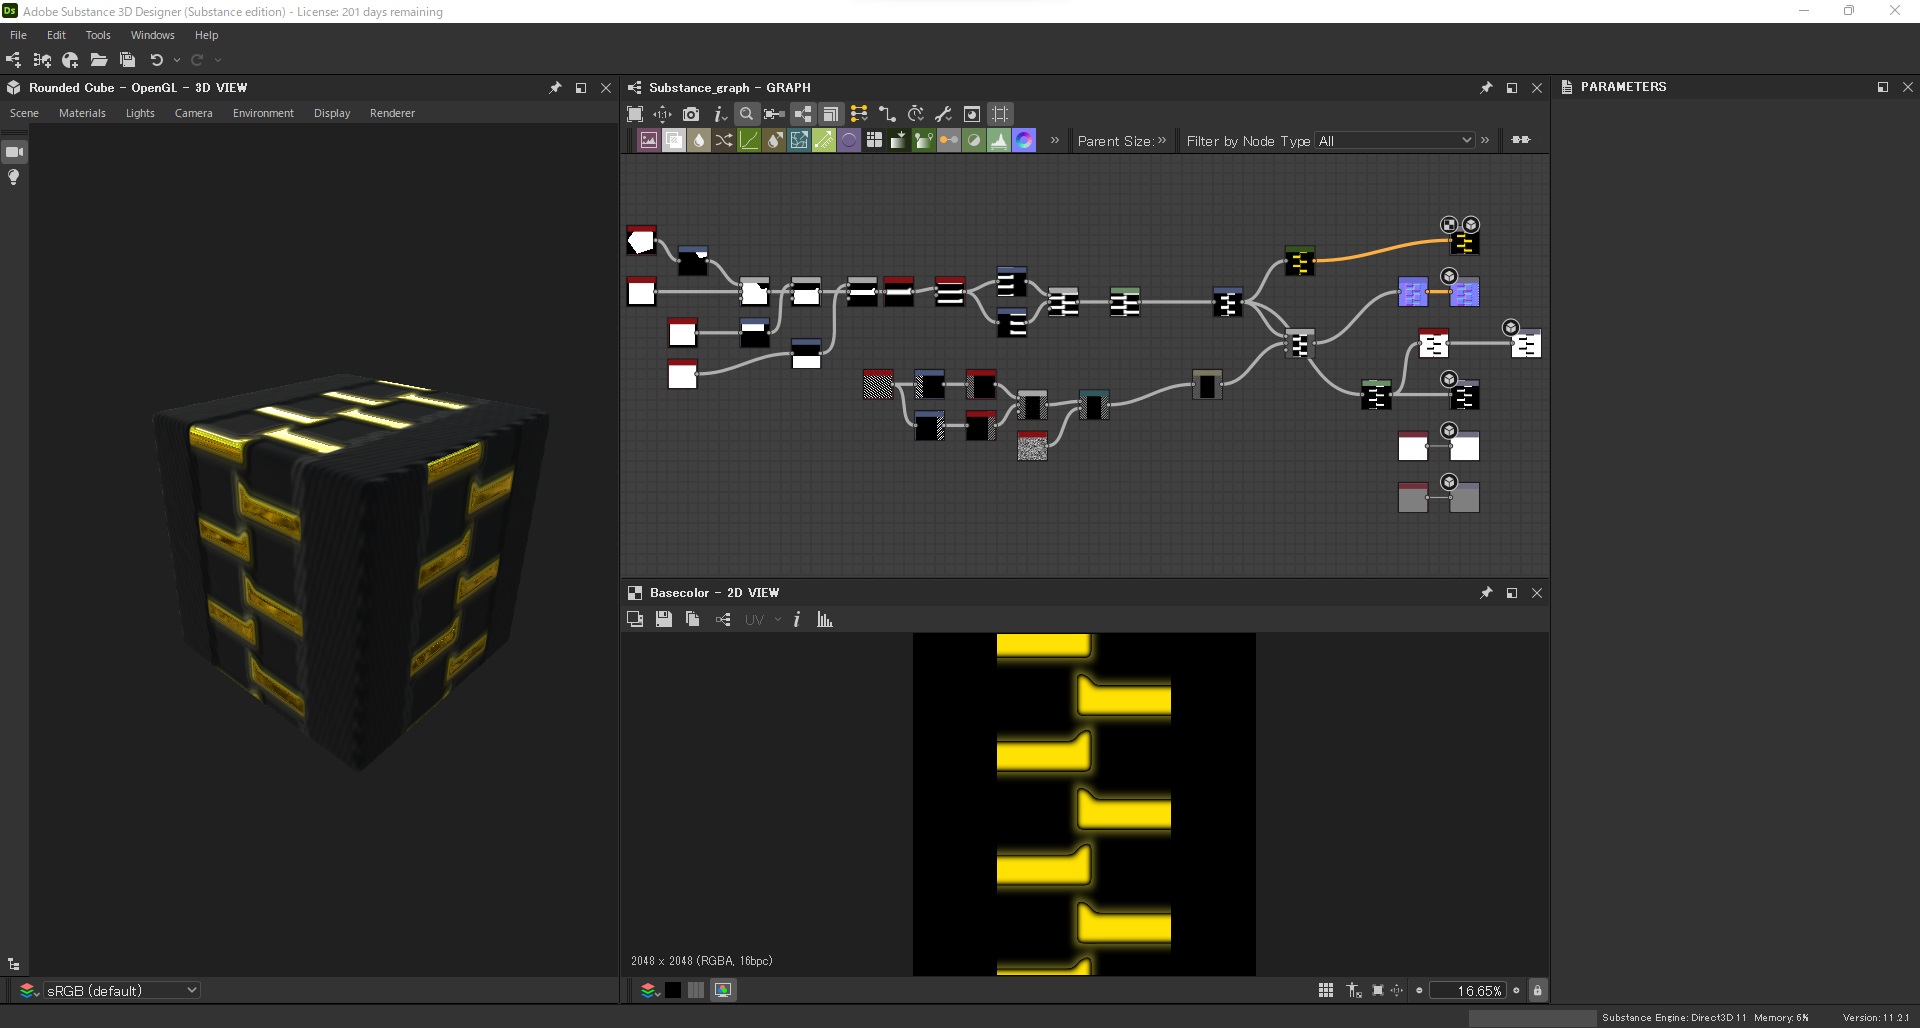 Ds Adobe Substance 3D Designer (Substance edition) - License: 201 days remaining
File Edit Tools Windows Help
Rounded Cube - OpenGL - 3D VIEW
Scene Materials Lights Camera Environment Display Renderer
sRGB (default)
Substance_graph - GRAPH
Parent Size: Filter by Node Type All
Basecolor - 2D VIEW
UV
2048 x 2048 (RGBA, 16bpc)
16.65%
PARAMETERS
Substance Engine: Direct3D 11 Memory: 6% Version: 11.2.1